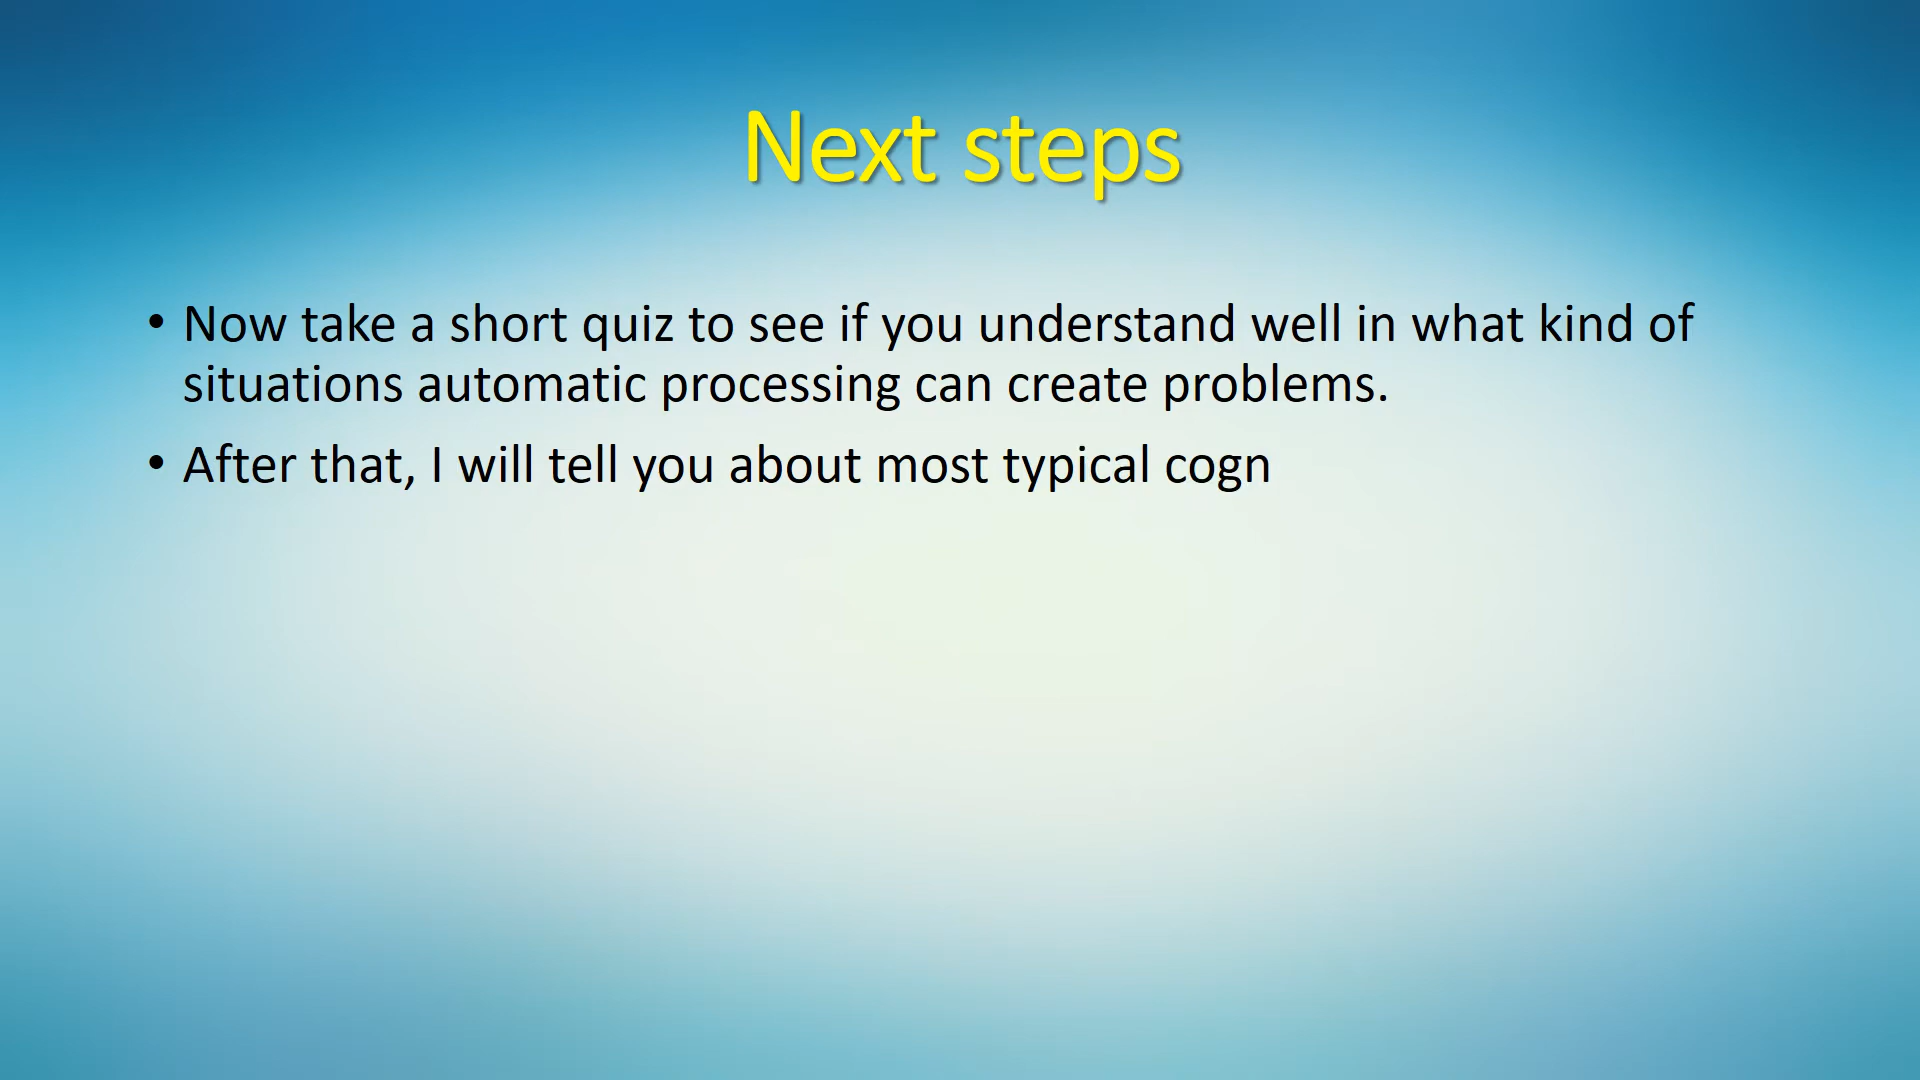 Next steps
• Now take a short quiz to see if you understand well in what kind of
situations automatic processing can create problems.
• After that, I will tell you about most typical cogn